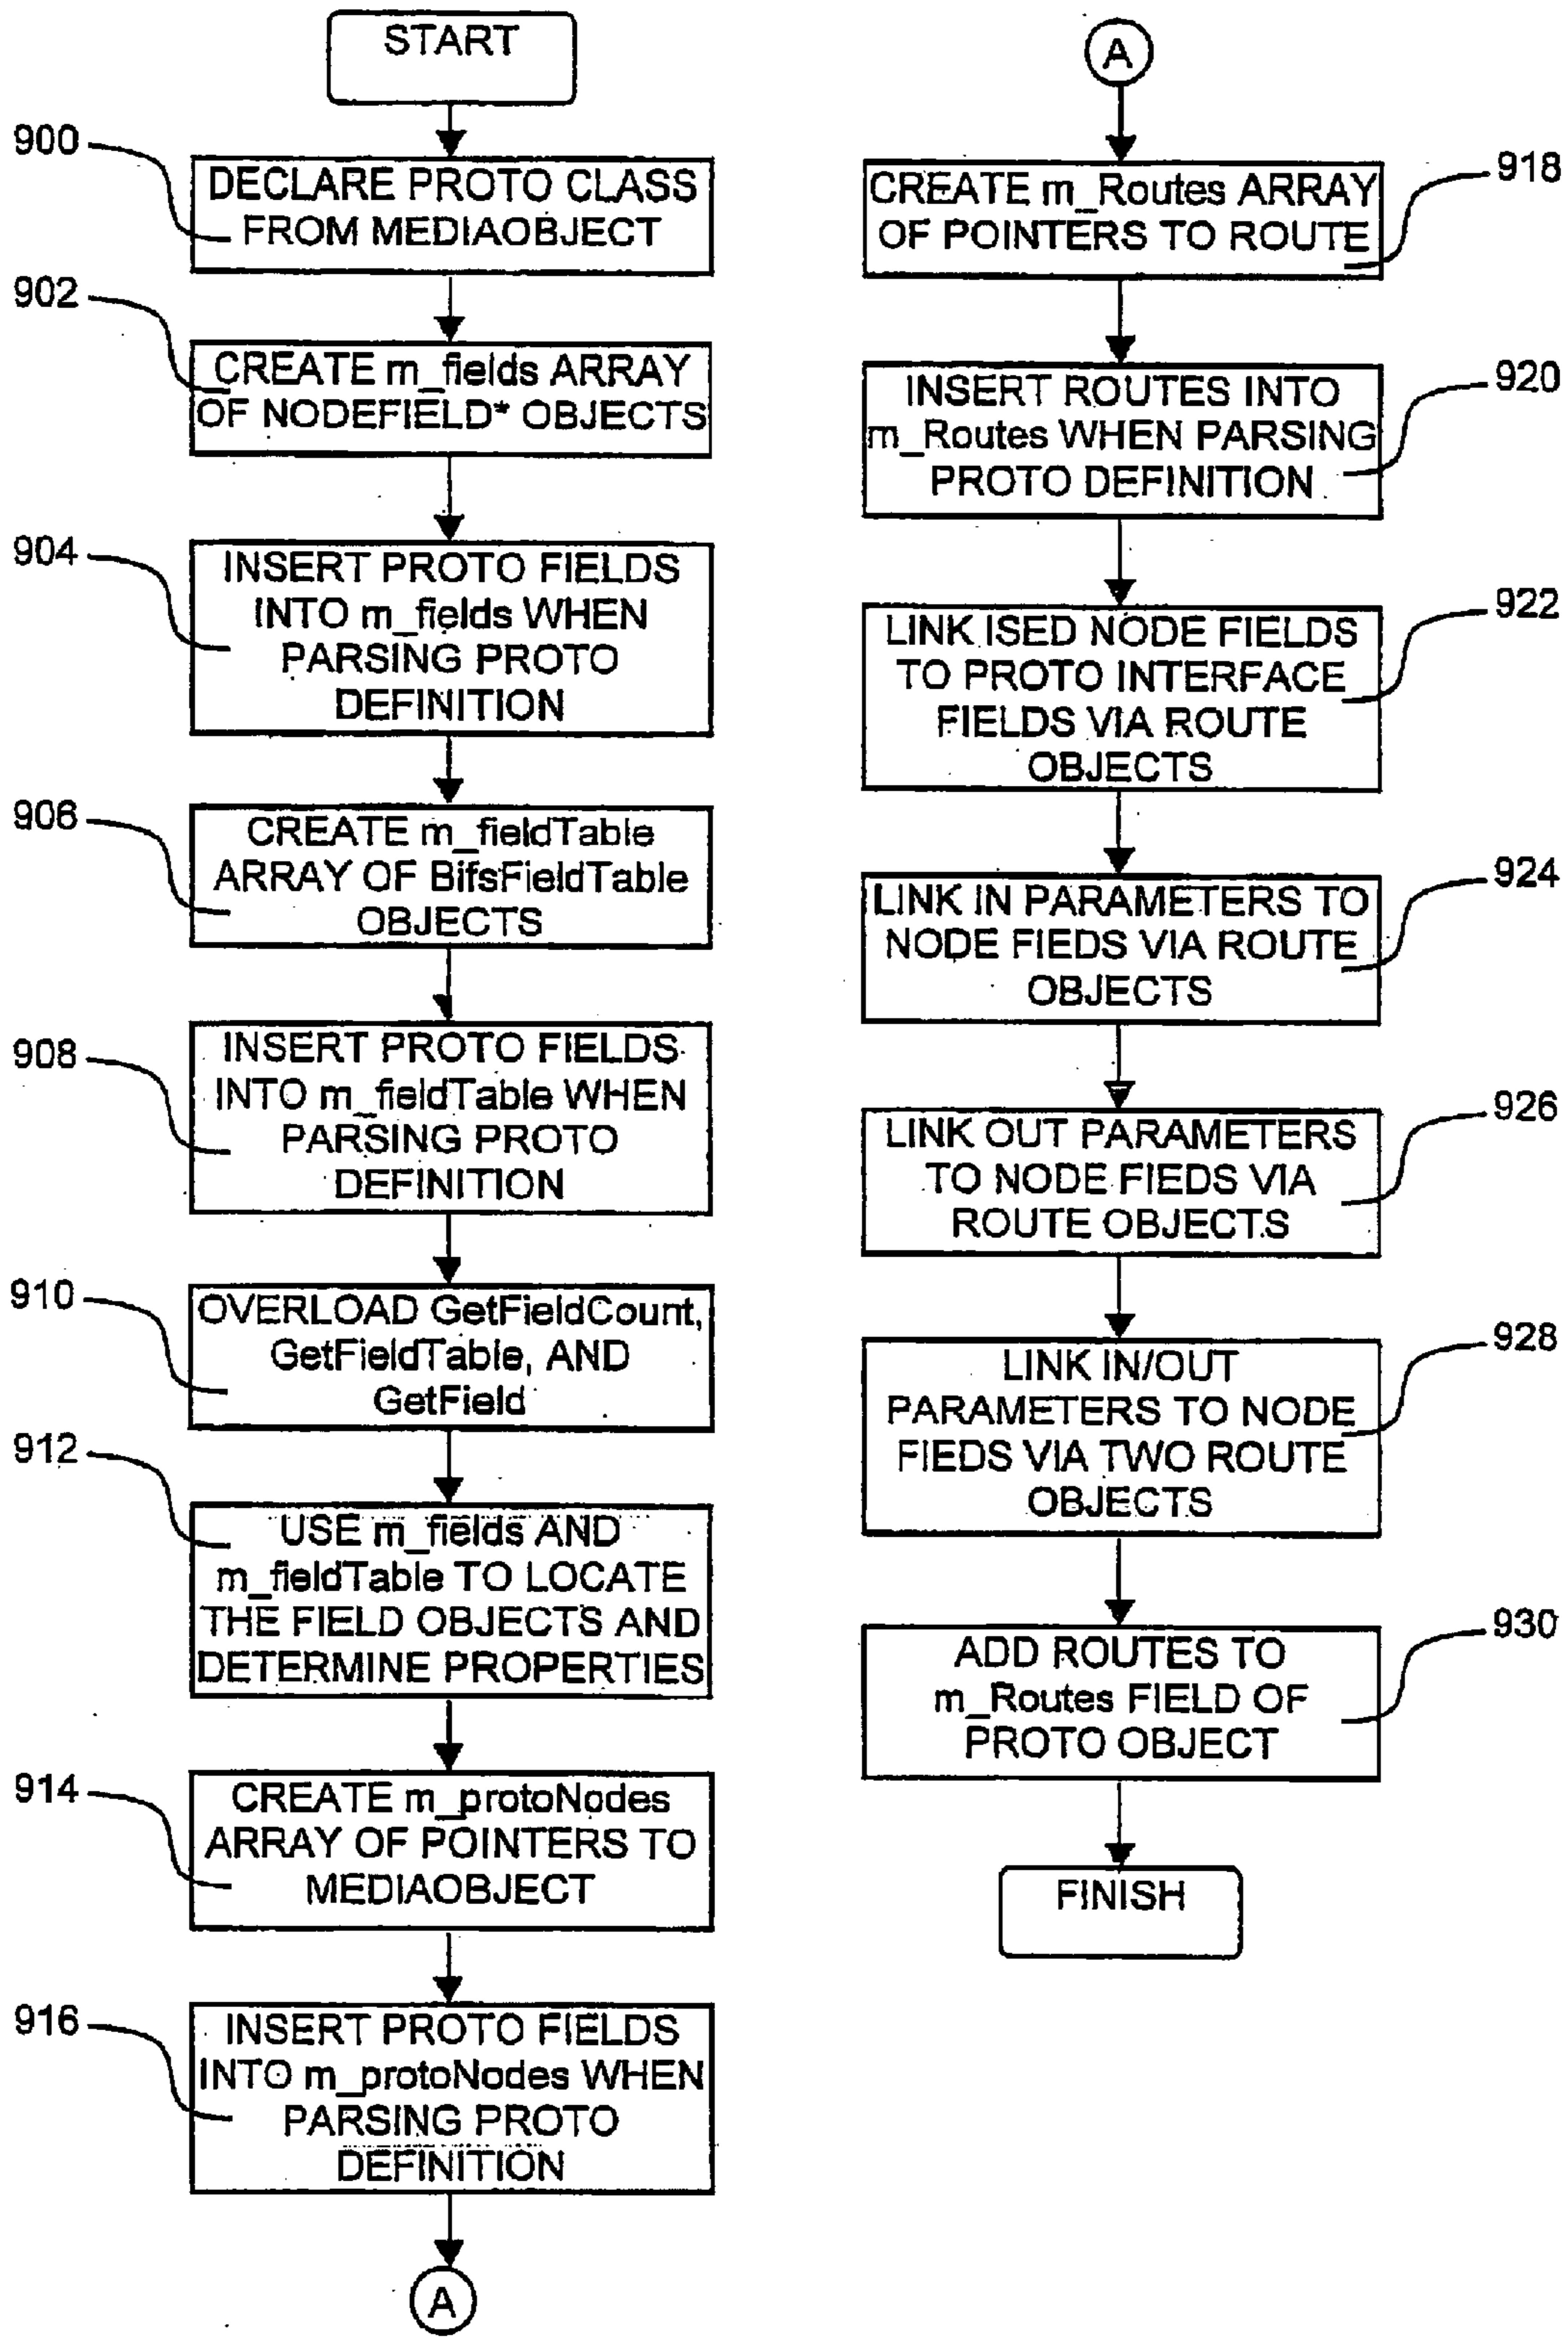 START
900
DECLARE PROTO CLASS
FROM MEDIAOBJECT
902
CREATE m_fields ARRAY
OF NODEFIELD* OBJECTS
904
INSERT PROTO FIELDS
INTO m_fields WHEN
PARSING PROTO
DEFINITION
906
CREATE m_fieldTable
ARRAY OF BifsFieldTable
OBJECTS
908
INSERT PROTO FIELDS
INTO m_fieldTable WHEN
PARSING PROTO
DEFINITION
910
OVERLOAD GetFieldCount,
GetFieldTable, AND
GetField
912
USE m_fields AND
m_fieldTable TO LOCATE
THE FIELD OBJECTS AND
DETERMINE PROPERTIES
914
CREATE m_protoNodes
ARRAY OF POINTERS TO
MEDIAOBJECT
916
INSERT PROTO FIELDS
INTO m_protoNodes WHEN
PARSING PROTO
DEFINITION
A
A
918
CREATE m_Routes ARRAY
OF POINTERS TO ROUTE
920
INSERT ROUTES INTO
m_Routes WHEN PARSING
PROTO DEFINITION
922
LINK ISED NODE FIELDS
TO PROTO INTERFACE
FIELDS VIA ROUTE
OBJECTS
924
LINK IN PARAMETERS TO
NODE FIEDS VIA ROUTE
OBJECTS
926
LINK OUT PARAMETERS
TO NODE FIEDS VIA
ROUTE OBJECTS
928
LINK IN/OUT
PARAMETERS TO NODE
FIEDS VIA TWO ROUTE
OBJECTS
930
ADD ROUTES TO
m_Routes FIELD OF
PROTO OBJECT
FINISH